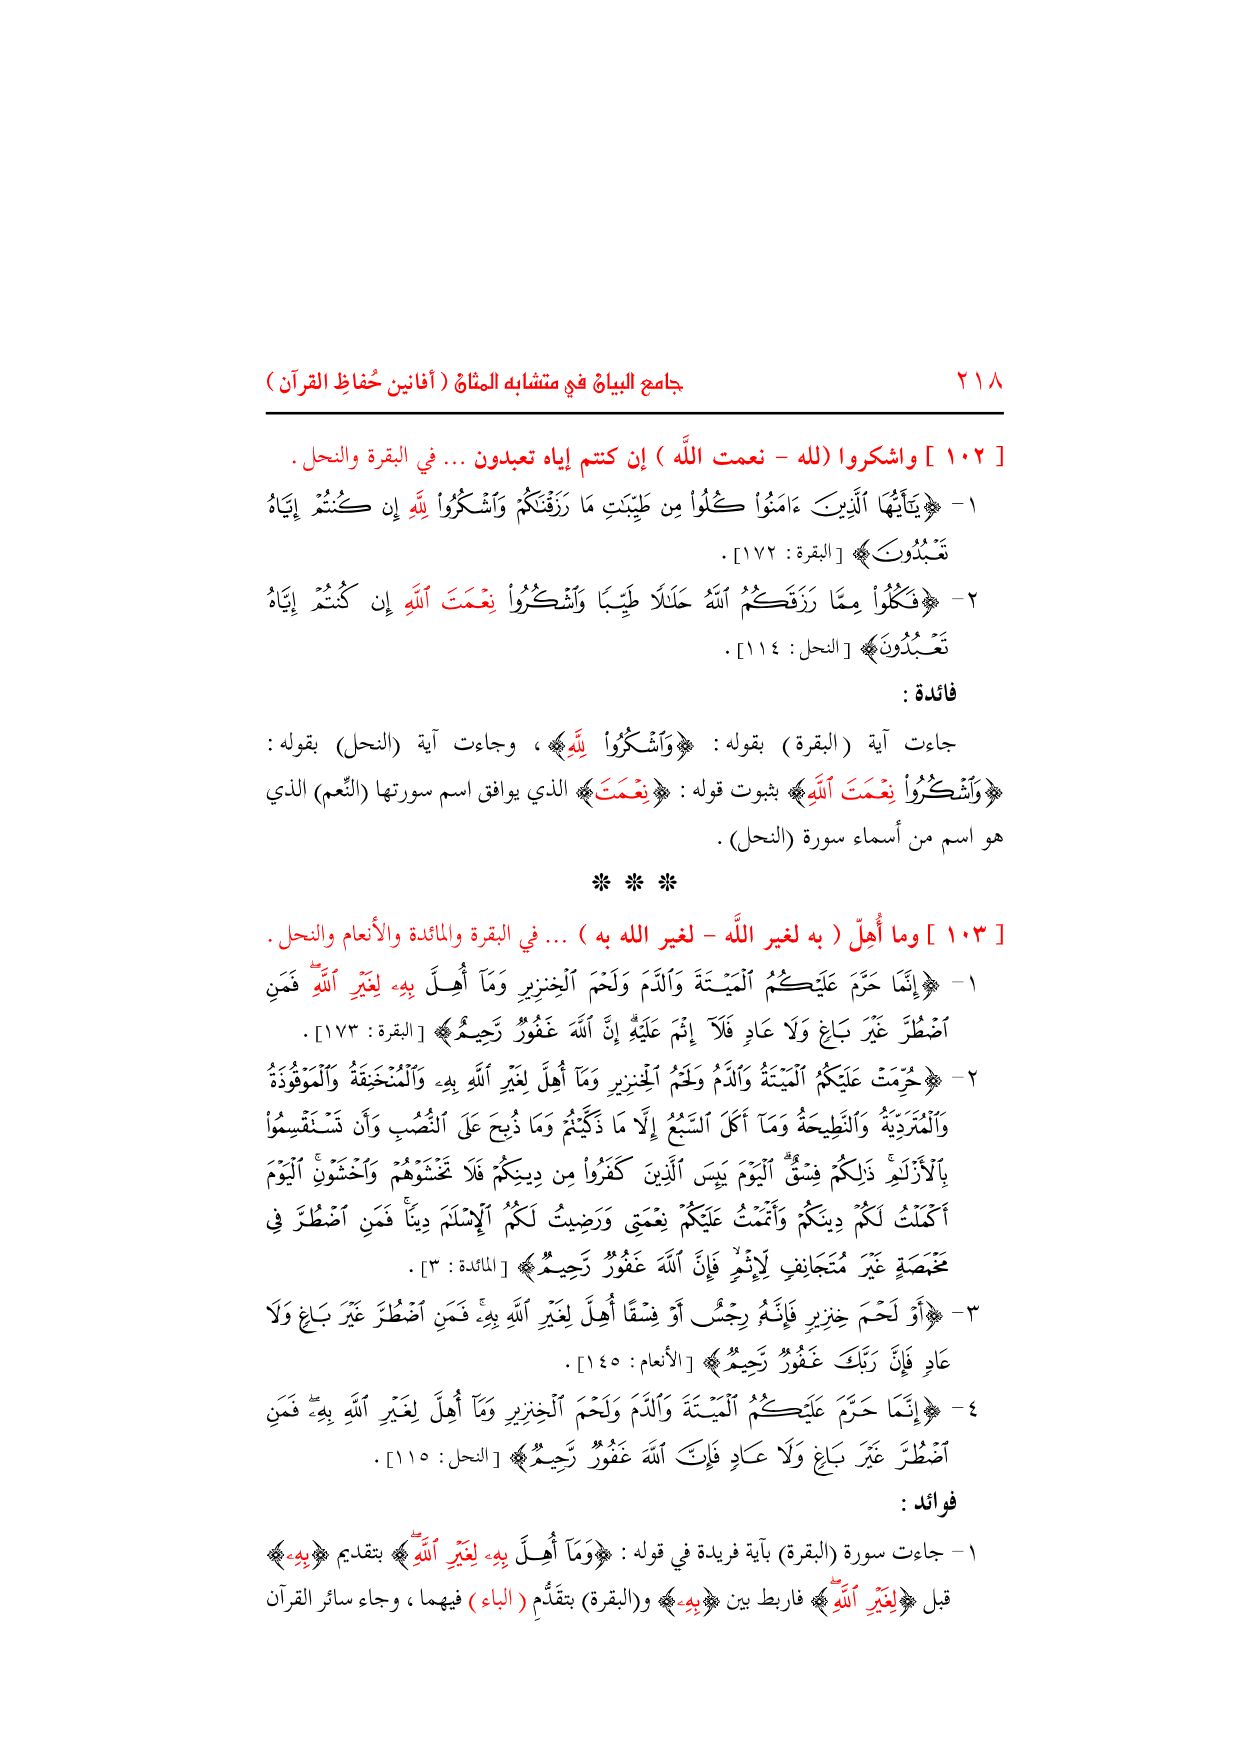 ٢١٨ جامع البيان في متشابه المثان ( أفانين حُفاظِ القرآن )
[ ١٠٢ ] واشكروا (لله - نعمت اللَّه ) إن كنتم إياه تعبدون ... في البقرة والنحل .
١- ﴿يَٰٓأَيُّهَا ٱلَّذِينَ ءَامَنُوا۟ كُلُوا۟ مِن طَيِّبَٰتِ مَا رَزَقْنَٰكُمْ وَٱشْكُرُوا۟ لِلَّهِ إِن كُنتُمْ إِيَّاهُ
تَعْبُدُونَ﴾ [البقرة : ١٧٢] .
٢- ﴿فَكُلُوا۟ مِمَّا رَزَقَكُمُ ٱللَّهُ حَلَٰلًا طَيِّبًا وَٱشْكُرُوا۟ نِعْمَتَ ٱللَّهِ إِن كُنتُمْ إِيَّاهُ
تَعْبُدُونَ﴾ [النحل : ١١٤] .
فائدة :
جاءت آية (البقرة) بقوله : ﴿وَٱشْكُرُوا۟ لِلَّهِ﴾ ، وجاءت آية (النحل) بقوله :
﴿وَٱشْكُرُوا۟ نِعْمَتَ ٱللَّهِ﴾ بثبوت قوله : ﴿نِعْمَتَ﴾ الذي يوافق اسم سورتها (النِّعم) الذي
هو اسم من أسماء سورة (النحل) .
❊ ❊ ❊
[ ١٠٣ ] وما أُهِلّ ( به لغير اللَّه - لغير الله به ) ... في البقرة والمائدة والأنعام والنحل .
١- ﴿إِنَّمَا حَرَّمَ عَلَيْكُمُ ٱلْمَيْتَةَ وَٱلدَّمَ وَلَحْمَ ٱلْخِنزِيرِ وَمَآ أُهِلَّ بِهِۦ لِغَيْرِ ٱللَّهِۖ فَمَنِ
ٱضْطُرَّ غَيْرَ بَاغٍ وَلَا عَادٍ فَلَآ إِثْمَ عَلَيْهِۚ إِنَّ ٱللَّهَ غَفُورٌ رَّحِيمٌ﴾ [البقرة : ١٧٣] .
٢- ﴿حُرِّمَتْ عَلَيْكُمُ ٱلْمَيْتَةُ وَٱلدَّمُ وَلَحْمُ ٱلْخِنزِيرِ وَمَآ أُهِلَّ لِغَيْرِ ٱللَّهِ بِهِۦ وَٱلْمُنْخَنِقَةُ وَٱلْمَوْقُوذَةُ
وَٱلْمُتَرَدِّيَةُ وَٱلنَّطِيحَةُ وَمَآ أَكَلَ ٱلسَّبُعُ إِلَّا مَا ذَكَّيْتُمْ وَمَا ذُبِحَ عَلَى ٱلنُّصُبِ وَأَن تَسْتَقْسِمُوا۟
بِٱلْأَزْلَٰمِۚ ذَٰلِكُمْ فِسْقٌۗ ٱلْيَوْمَ يَئِسَ ٱلَّذِينَ كَفَرُوا۟ مِن دِينِكُمْ فَلَا تَخْشَوْهُمْ وَٱخْشَوْنِۚ ٱلْيَوْمَ
أَكْمَلْتُ لَكُمْ دِينَكُمْ وَأَتْمَمْتُ عَلَيْكُمْ نِعْمَتِى وَرَضِيتُ لَكُمُ ٱلْإِسْلَٰمَ دِينًاۚ فَمَنِ ٱضْطُرَّ فِى
مَخْمَصَةٍ غَيْرَ مُتَجَانِفٍ لِّإِثْمٍۙ فَإِنَّ ٱللَّهَ غَفُورٌ رَّحِيمٌ﴾ [المائدة : ٣] .
٣- ﴿أَوْ لَحْمَ خِنزِيرٍ فَإِنَّهُۥ رِجْسٌ أَوْ فِسْقًا أُهِلَّ لِغَيْرِ ٱللَّهِ بِهِۦۚ فَمَنِ ٱضْطُرَّ غَيْرَ بَاغٍ وَلَا
عَادٍ فَإِنَّ رَبَّكَ غَفُورٌ رَّحِيمٌ﴾ [الأنعام : ١٤٥] .
٤- ﴿إِنَّمَا حَرَّمَ عَلَيْكُمُ ٱلْمَيْتَةَ وَٱلدَّمَ وَلَحْمَ ٱلْخِنزِيرِ وَمَآ أُهِلَّ لِغَيْرِ ٱللَّهِ بِهِۦۖ فَمَنِ
ٱضْطُرَّ غَيْرَ بَاغٍ وَلَا عَادٍ فَإِنَّ ٱللَّهَ غَفُورٌ رَّحِيمٌ﴾ [النحل : ١١٥] .
فوائد :
١- جاءت سورة (البقرة) بآية فريدة في قوله : ﴿وَمَآ أُهِلَّ بِهِۦ لِغَيْرِ ٱللَّهِۖ﴾ بتقديم ﴿بِهِۦ﴾
قبل ﴿لِغَيْرِ ٱللَّهِۖ﴾ فاربط بين ﴿بِهِۦ﴾ و(البقرة) بتقَدُّمِ ( الباء ) فيهما ، وجاء سائر القرآن